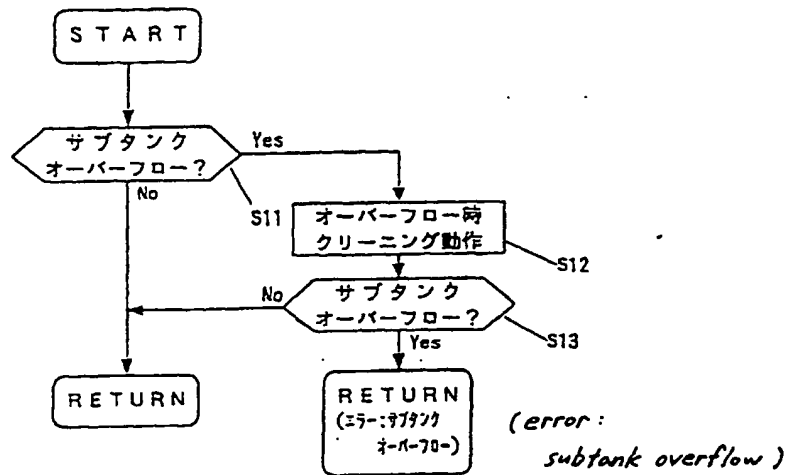 START
サブタンク
オーバーフロー？
Yes
No
S11
オーバーフロー時
クリーニング動作
S12
No
サブタンク
オーバーフロー？
S13
Yes
RETURN
RETURN
(エラー:サブタンク
オーバーフロー)
(error:
subtank overflow)